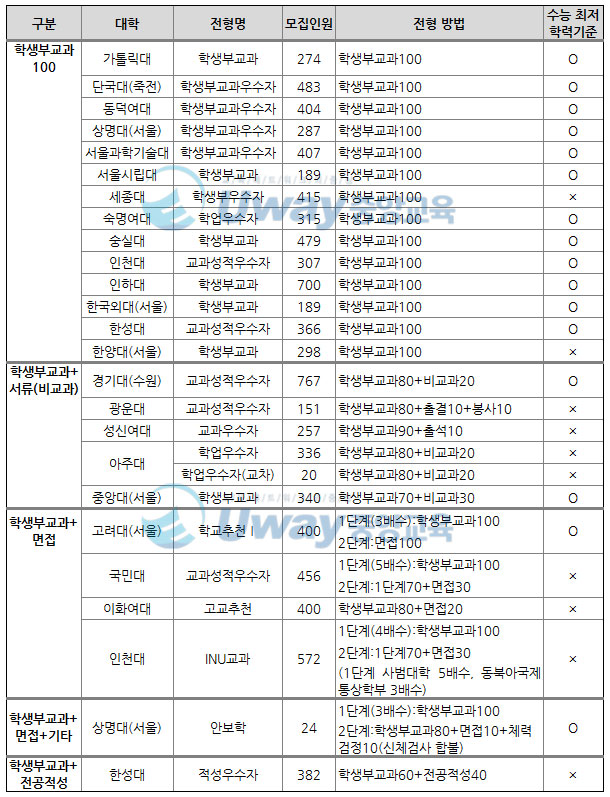 구분 대학 전형명 모집인원 전형 방법 수능 최저
학력기준
학생부교과
100
가톨릭대 학생부교과 274 학생부교과100 O
단국대(죽전) 학생부교과우수자 483 학생부교과100 O
동덕여대 학생부교과우수자 404 학생부교과100 O
상명대(서울) 학생부교과우수자 287 학생부교과100 O
서울과학기술대 학생부교과우수자 407 학생부교과100 O
서울시립대 학생부교과 189 학생부교과100 O
세종대 학생부우수자 415 학생부교과100 ×
숙명여대 학업우수자 315 학생부교과100 O
숭실대 학생부교과 479 학생부교과100 O
인천대 교과성적우수자 307 학생부교과100 O
인하대 학생부교과 700 학생부교과100 O
한국외대(서울) 학생부교과 189 학생부교과100 O
한성대 교과성적우수자 366 학생부교과100 O
한양대(서울) 학생부교과 298 학생부교과100 ×
학생부교과+
서류(비교과)
경기대(수원) 교과성적우수자 767 학생부교과80+비교과20 O
광운대 교과성적우수자 151 학생부교과80+출결10+봉사10 ×
성신여대 교과우수자 257 학생부교과90+출석10 ×
아주대 학업우수자 336 학생부교과80+비교과20 ×
학업우수자(교차) 20 학생부교과80+비교과20 ×
중앙대(서울) 학생부교과 340 학생부교과70+비교과30 O
학생부교과+
면접
고려대(서울) 학교추천 I 400 1단계(3배수):학생부교과100
2단계:면접100 O
국민대 교과성적우수자 456 1단계(5배수):학생부교과100
2단계:1단계70+면접30 ×
이화여대 고교추천 400 학생부교과80+면접20 ×
인천대 INU교과 572 1단계(4배수):학생부교과100
2단계:1단계70+면접30
(1단계 사범대학 5배수, 동북아국제
통상학부 3배수) ×
학생부교과+
면접+기타
상명대(서울) 안보학 24 1단계(3배수):학생부교과100
2단계:학생부교과80+면접10+체력
검정10(신체검사 합불) O
학생부교과+
전공적성
한성대 적성우수자 382 학생부교과60+전공적성40 ×
Uway중앙교육
Uway중앙교육